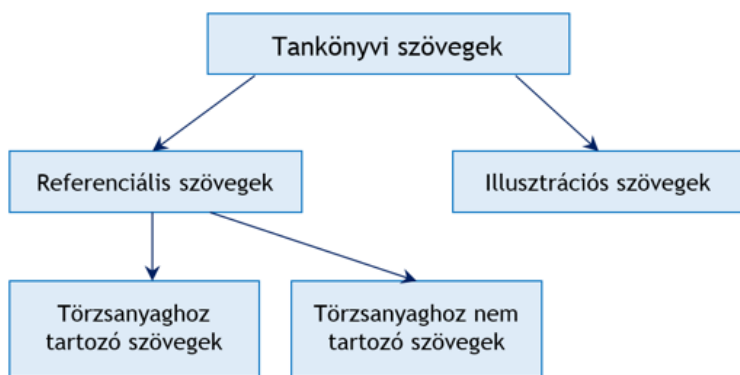 Tankönyvi szövegek
Referenciális szövegek
Illusztrációs szövegek
Törzsanyaghoz
tartozó szövegek
Törzsanyaghoz nem
tartozó szövegek